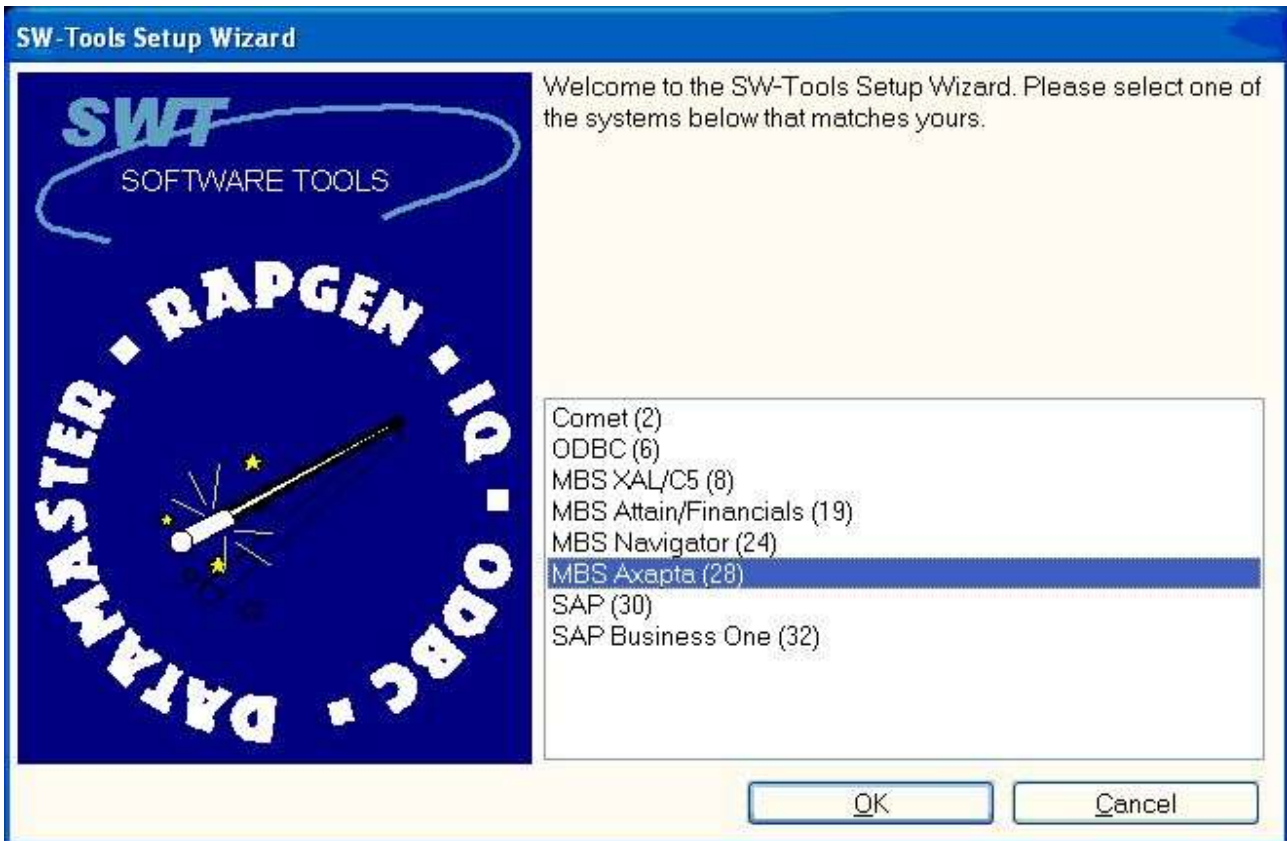 SW-Tools Setup Wizard
SWT
SOFTWARE TOOLS
DATAMASTER ▪ RAPGEN ▪ IQ ▪ ODBC ▪
Welcome to the SW-Tools Setup Wizard. Please select one of
the systems below that matches yours.
Comet (2)
ODBC (6)
MBS XAL/C5 (8)
MBS Attain/Financials (19)
MBS Navigator (24)
MBS Axapta (28)
SAP (30)
SAP Business One (32)
OK
Cancel